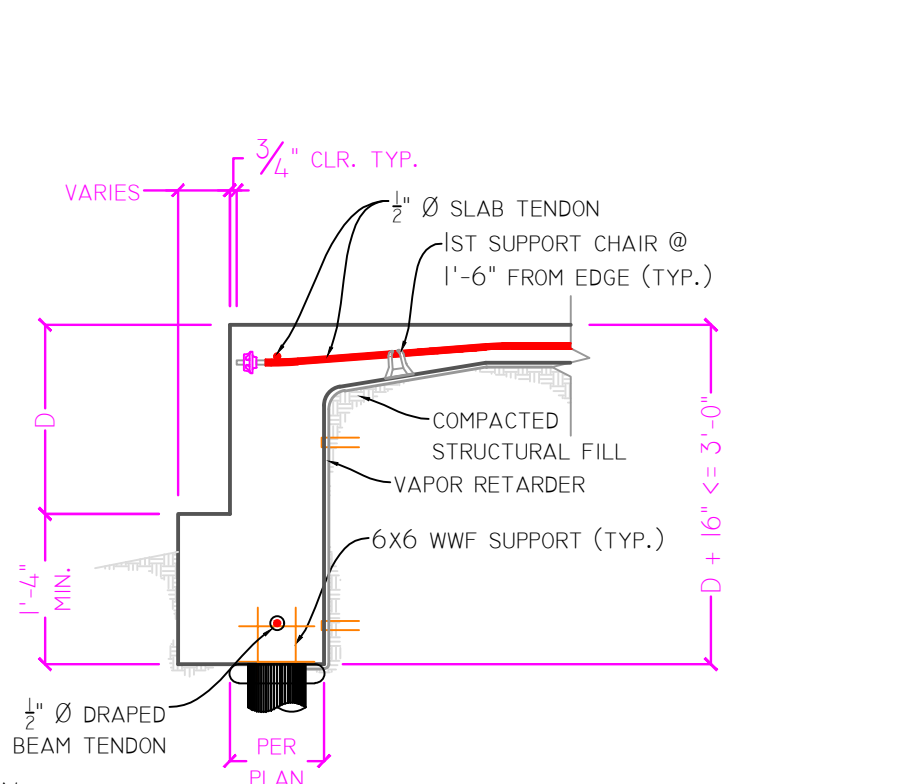 3/4" CLR. TYP.
VARIES
1/2" Ø SLAB TENDON
1ST SUPPORT CHAIR @
1'-6" FROM EDGE (TYP.)
D
COMPACTED
STRUCTURAL FILL
VAPOR RETARDER
D + 16" <= 3'-0"
6X6 WWF SUPPORT (TYP.)
1'-4"
MIN.
1/2" Ø DRAPED
BEAM TENDON
PER
PLAN